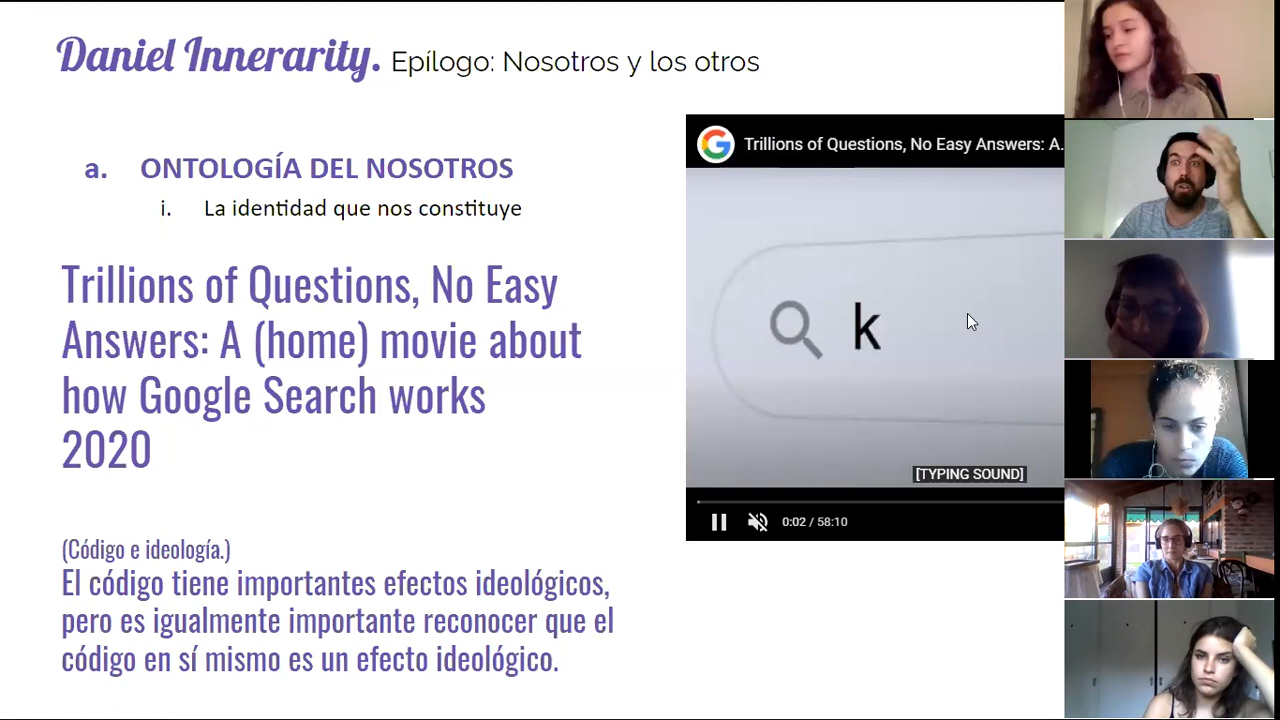 Daniel Innerarity. Epílogo: Nosotros y los otros
a. ONTOLOGÍA DEL NOSOTROS
i. La identidad que nos constituye
Trillions of Questions, No Easy
Answers: A (home) movie about
how Google Search works
2020
(Código e ideología.)
El código tiene importantes efectos ideológicos,
pero es igualmente importante reconocer que el
código en sí mismo es un efecto ideológico.
Trillions of Questions, No Easy Answers: A.
k
[TYPING SOUND]
0:02 / 58:10